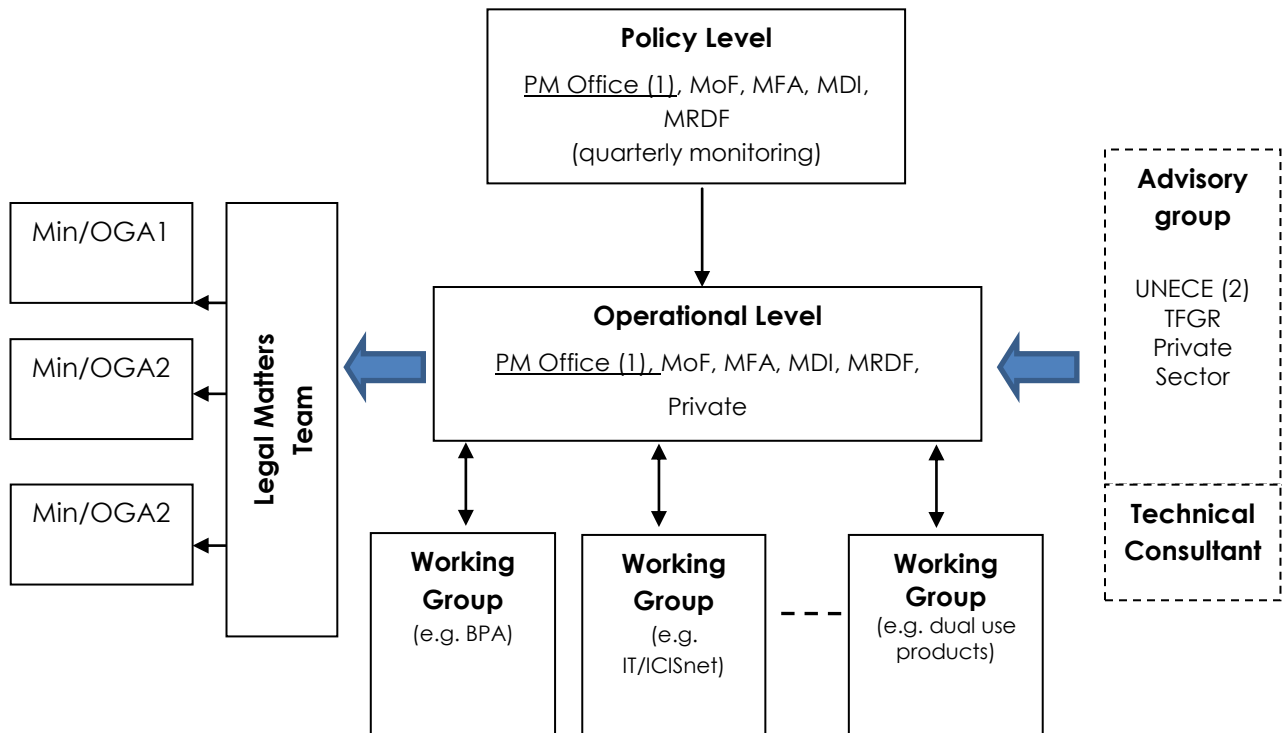 Policy Level
PM Office (1), MoF, MFA, MDI,
MRDF
(quarterly monitoring)
Advisory
group
UNECE (2)
TFGR
Private
Sector
Technical
Consultant
Min/OGA1
Min/OGA2
Min/OGA2
Legal Matters
Team
Operational Level
PM Office (1), MoF, MFA, MDI, MRDF,
Private
Working
Group
(e.g. BPA)
Working
Group
(e.g.
IT/ICISnet)
Working
Group
(e.g. dual use
products)